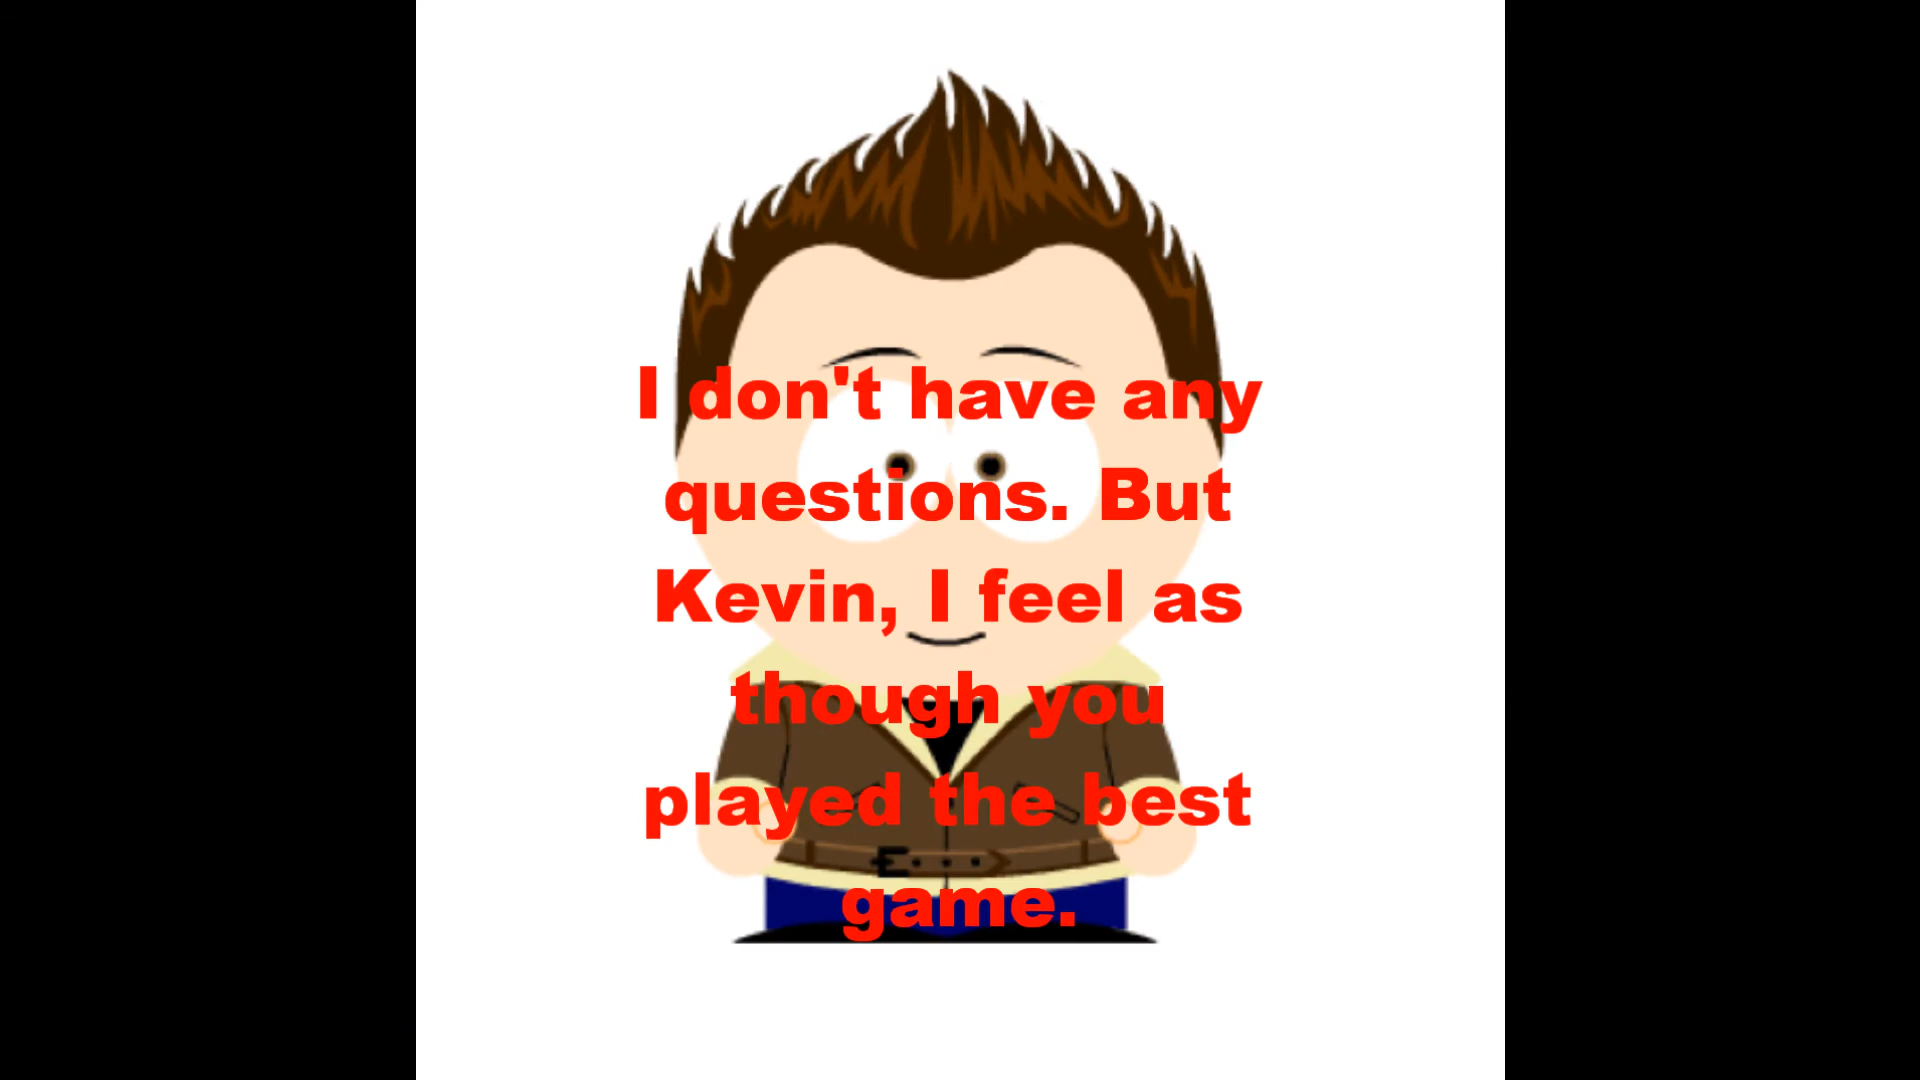 I don't have any
questions. But
Kevin, I feel as
though you
played the best
game.